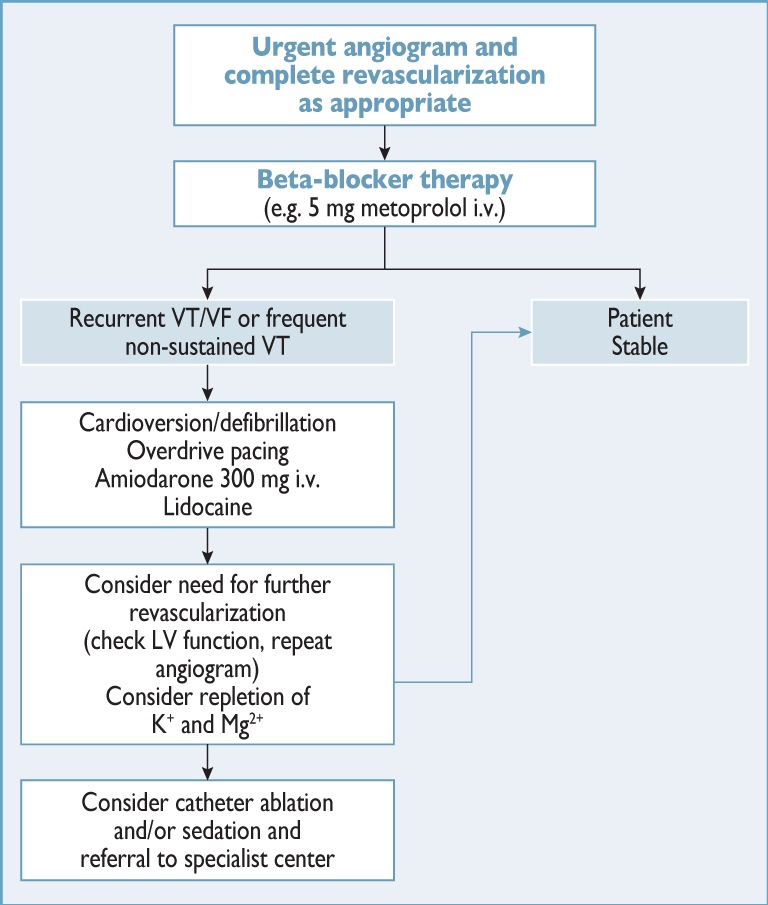 Urgent angiogram and
complete revascularization
as appropriate
Beta-blocker therapy
(e.g. 5 mg metoprolol i.v.)
Recurrent VT/VF or frequent
non-sustained VT
Patient
Stable
Cardioversion/defibrillation
Overdrive pacing
Amiodarone 300 mg i.v.
Lidocaine
Consider need for further
revascularization
(check LV function, repeat
angiogram)
Consider repletion of
K⁺ and Mg²⁺
Consider catheter ablation
and/or sedation and
referral to specialist center